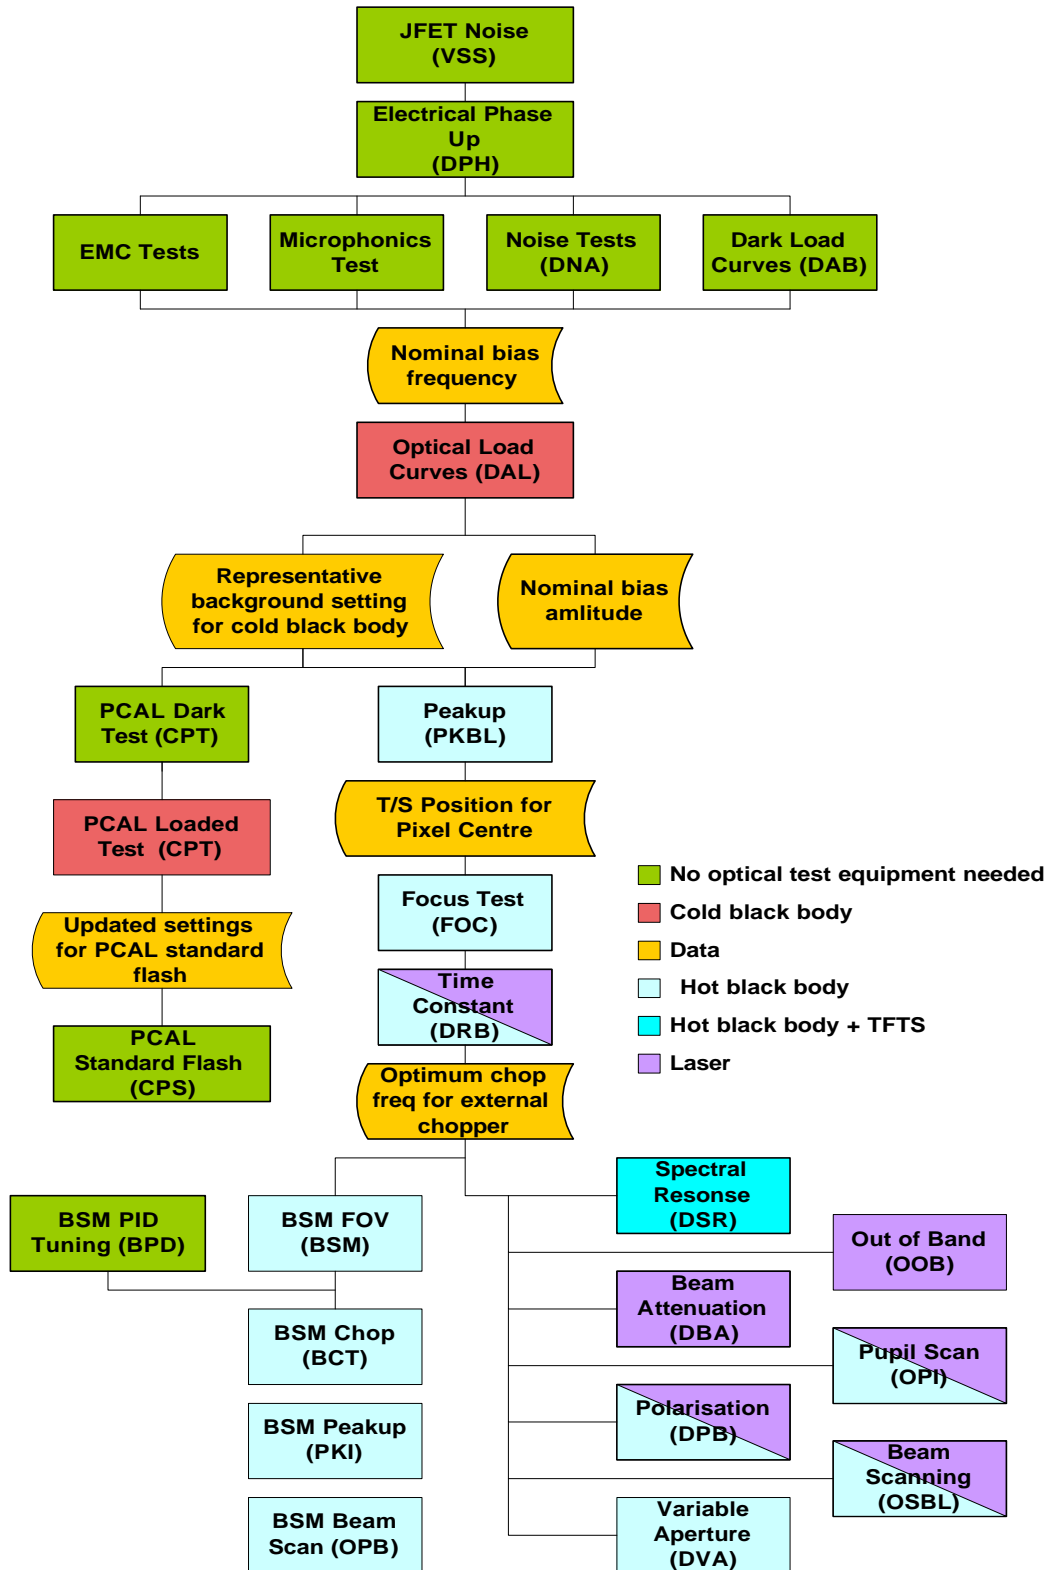 JFET Noise
(VSS)
Electrical Phase
Up
(DPH)
EMC Tests
Microphonics
Test
Noise Tests
(DNA)
Dark Load
Curves (DAB)
Nominal bias
frequency
Optical Load
Curves (DAL)
Representative
background setting
for cold black body
Nominal bias
amlitude
PCAL Dark
Test (CPT)
Peakup
(PKBL)
PCAL Loaded
Test (CPT)
T/S Position for
Pixel Centre
Updated settings
for PCAL standard
flash
Focus Test
(FOC)
Time
Constant
(DRB)
PCAL
Standard Flash
(CPS)
Optimum chop
freq for external
chopper
No optical test equipment needed
Cold black body
Data
Hot black body
Hot black body + TFTS
Laser
BSM PID
Tuning (BPD)
BSM FOV
(BSM)
Spectral
Resonse
(DSR)
Out of Band
(OOB)
Beam
Attenuation
(DBA)
BSM Chop
(BCT)
Pupil Scan
(OPI)
Polarisation
(DPB)
BSM Peakup
(PKI)
Beam
Scanning
(OSBL)
BSM Beam
Scan (OPB)
Variable
Aperture
(DVA)